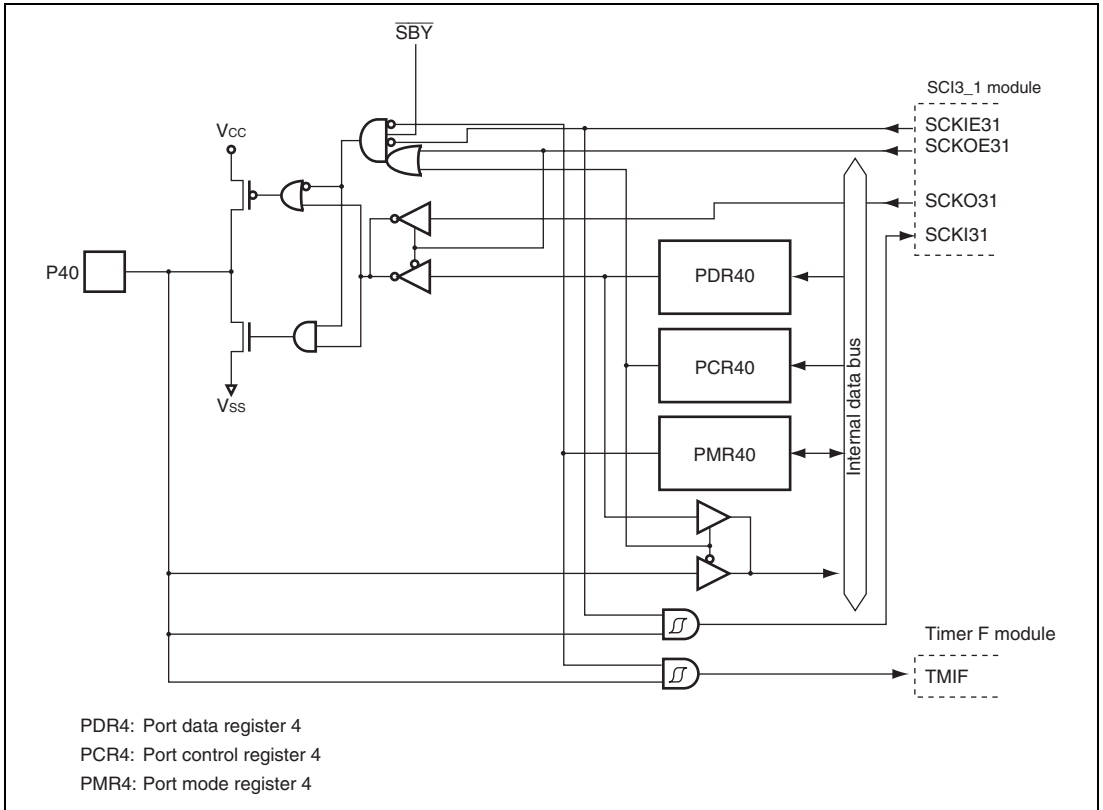 SBY
SCI3_1 module
VCC
SCKIE31
SCKOE31
SCKO31
SCKI31
P40
PDR40
PCR40
VSS
PMR40
Internal data bus
Timer F module
TMIF
PDR4: Port data register 4
PCR4: Port control register 4
PMR4: Port mode register 4